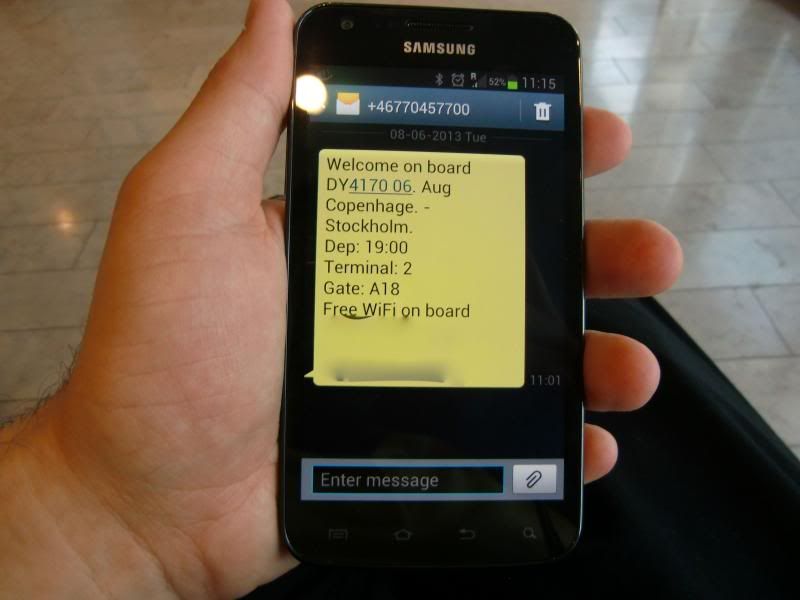 SAMSUNG
R 52% 11:15
+46770457700
08-06-2013 Tue
Welcome on board
DY4170 06. Aug
Copenhage. -
Stockholm.
Dep: 19:00
Terminal: 2
Gate: A18
Free WiFi on board
11:01
Enter message